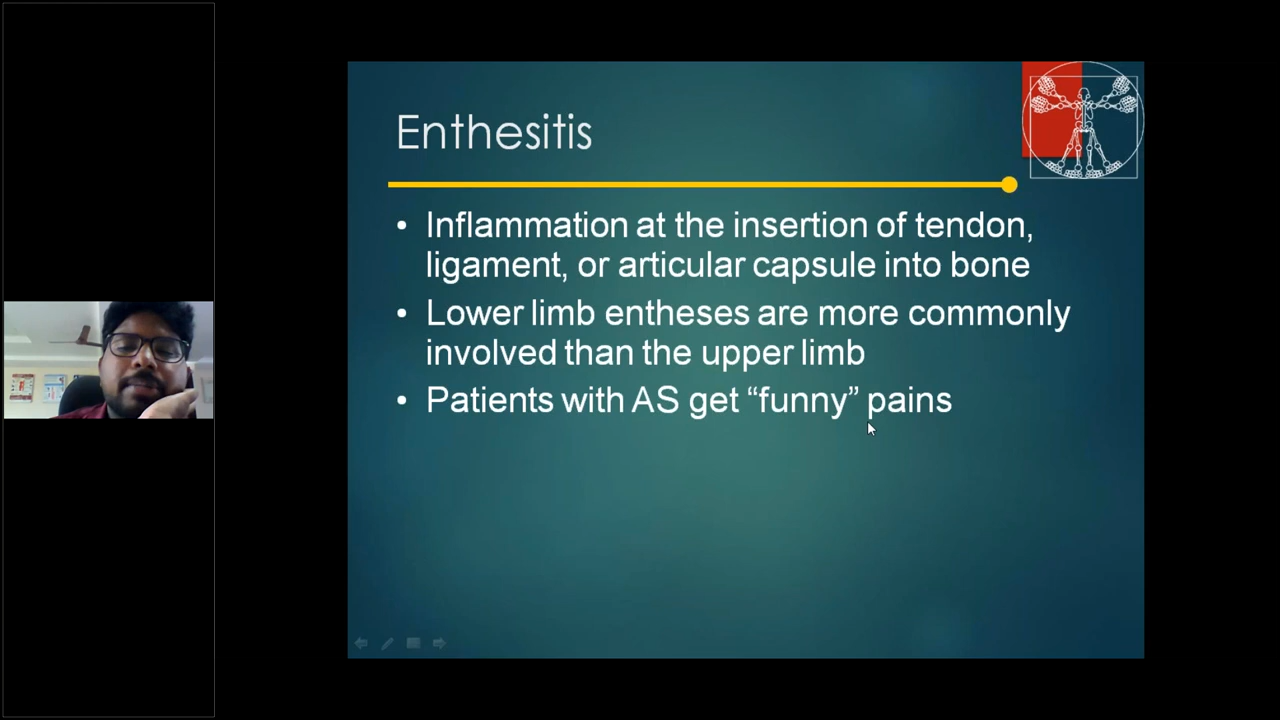 Enthesitis
• Inflammation at the insertion of tendon,
ligament, or articular capsule into bone
• Lower limb entheses are more commonly
involved than the upper limb
• Patients with AS get “funny” pains